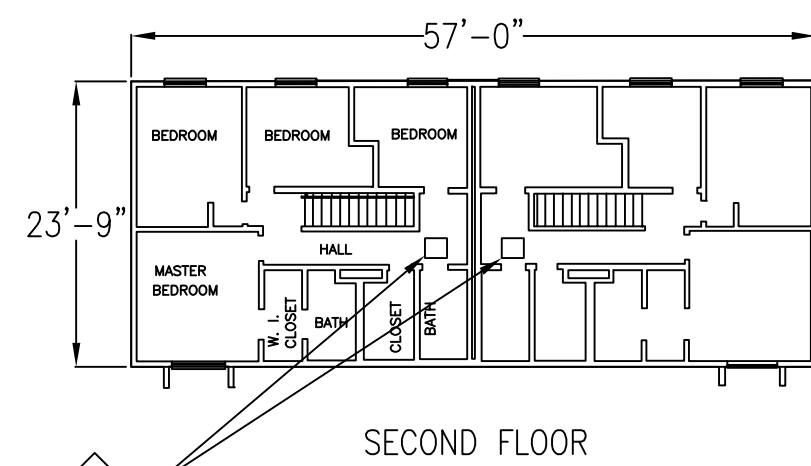 57'-0"
BEDROOM
BEDROOM
BEDROOM
23'-9"
HALL
MASTER
BEDROOM
W. I.
CLOSET
BATH
CLOSET
BATH
SECOND FLOOR